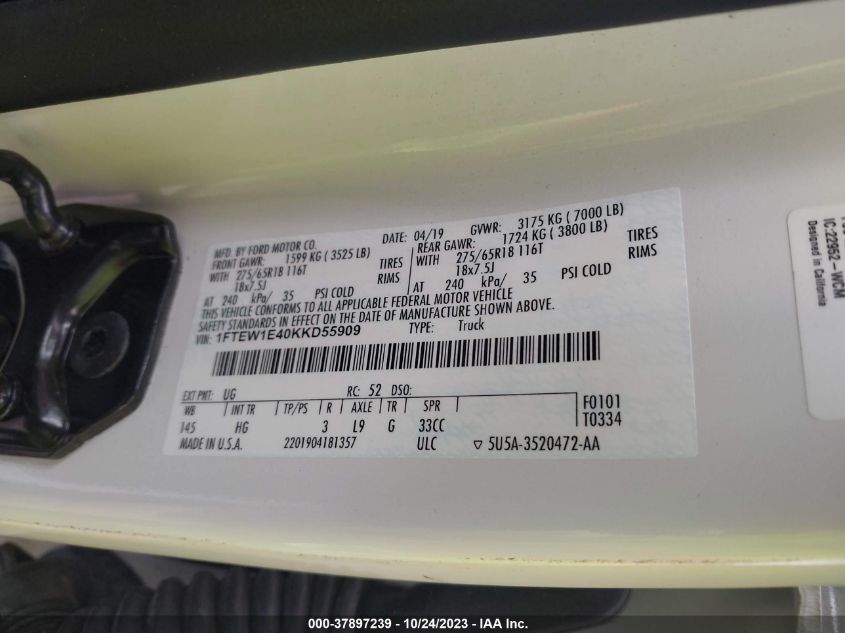 MFD. BY FORD MOTOR CO.
DATE: 04/19 GVWR: 3175 KG ( 7000 LB)
FRONT GAWR: 1599 KG ( 3525 LB)
REAR GAWR: 1724 KG ( 3800 LB)
WITH 275/65R18 116T TIRES
WITH 275/65R18 116T TIRES
18x7.5J RIMS
18x7.5J RIMS
AT 240 kPa/ 35 PSI COLD
AT 240 kPa/ 35 PSI COLD
THIS VEHICLE CONFORMS TO ALL APPLICABLE FEDERAL MOTOR VEHICLE
SAFETY STANDARDS IN EFFECT ON THE DATE OF MANUFACTURE SHOWN ABOVE.
VIN: 1FTEW1E40KKD55909 TYPE: Truck
EXT PNT: UG RC: 52 DSO:
WB INT TR TP/PS R AXLE TR SPR
F0101
145 HG 3 L9 G 33CC
T0334
MADE IN U.S.A. 2201904181357 ULC 5U5A-3520472-AA
IC:22952-WCM
Designed in California
000-37897239 - 10/24/2023 - IAA Inc.